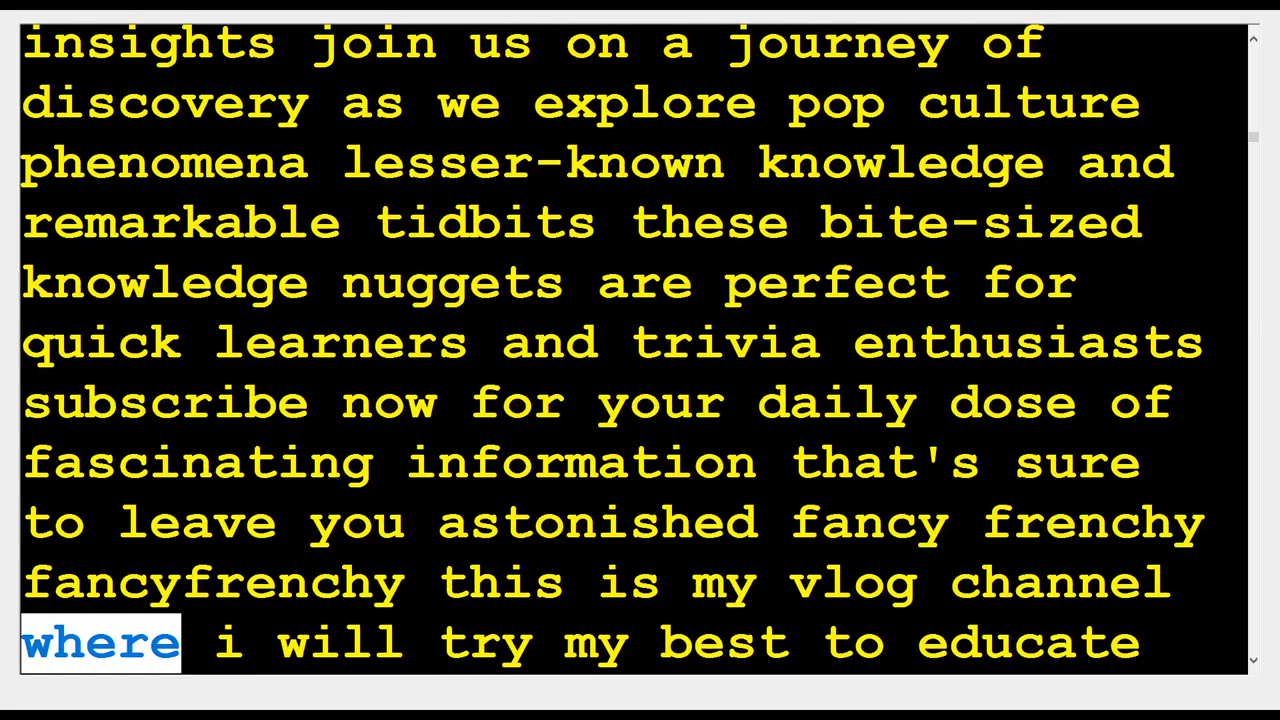 insights join us on a journey of
discovery as we explore pop culture
phenomena lesser-known knowledge and
remarkable tidbits these bite-sized
knowledge nuggets are perfect for
quick learners and trivia enthusiasts
subscribe now for your daily dose of
fascinating information that's sure
to leave you astonished fancy frenchy
fancyfrenchy this is my vlog channel
where i will try my best to educate